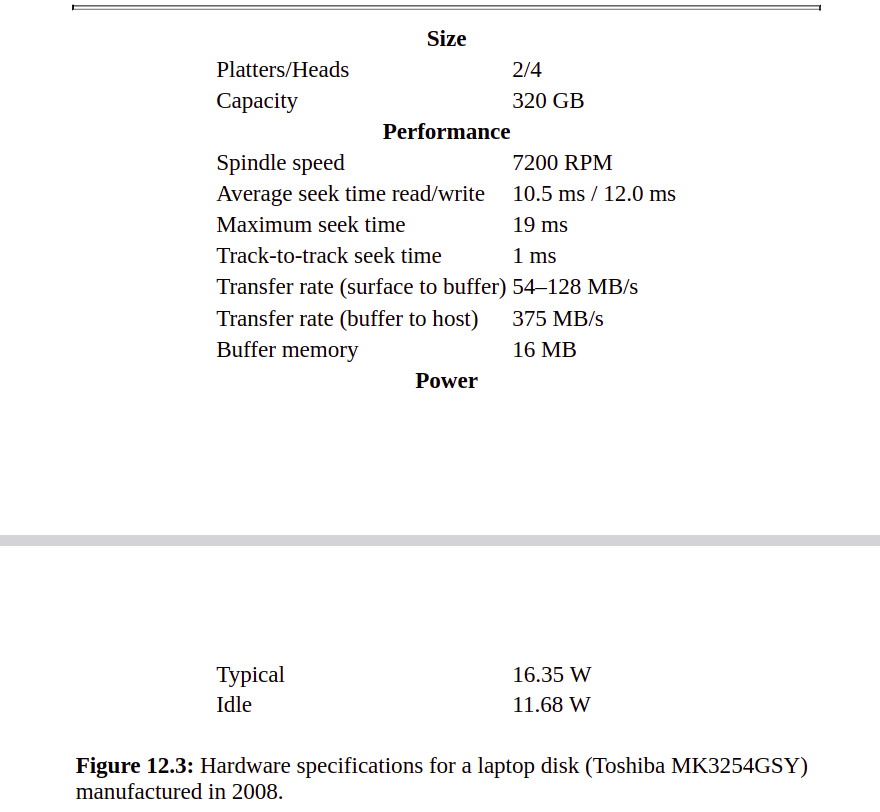 Size
Platters/Heads 2/4
Capacity 320 GB
Performance
Spindle speed 7200 RPM
Average seek time read/write 10.5 ms / 12.0 ms
Maximum seek time 19 ms
Track-to-track seek time 1 ms
Transfer rate (surface to buffer) 54–128 MB/s
Transfer rate (buffer to host) 375 MB/s
Buffer memory 16 MB
Power
Typical 16.35 W
Idle 11.68 W
Figure 12.3: Hardware specifications for a laptop disk (Toshiba MK3254GSY)
manufactured in 2008.